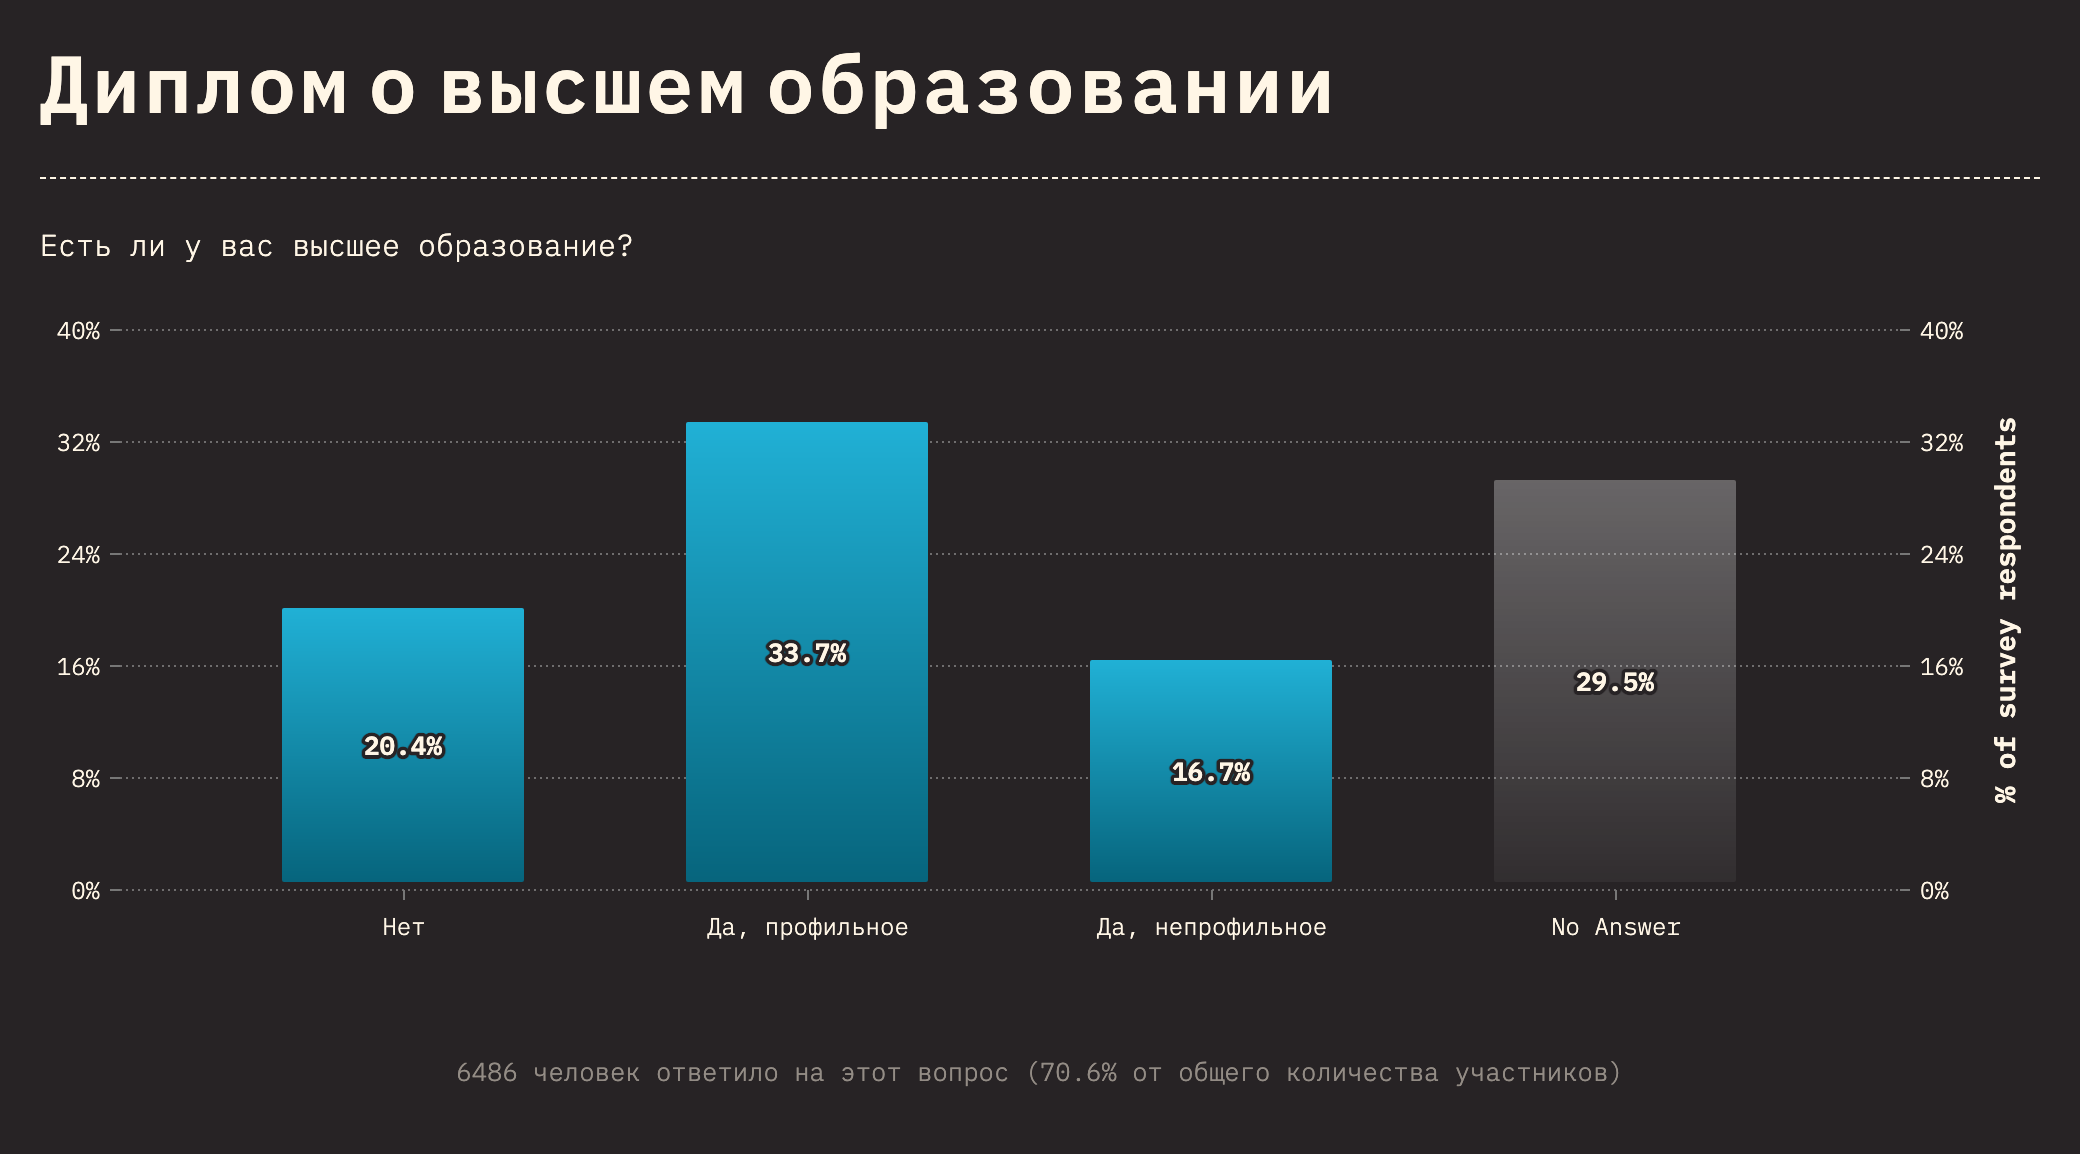 Диплом о высшем образовании
Есть ли у вас высшее образование?
40%
32%
24%
16%
8%
0%
40%
32%
24%
16%
8%
0%
% of survey respondents
20.4%
33.7%
16.7%
29.5%
Нет
Да, профильное
Да, непрофильное
No Answer
6486 человек ответило на этот вопрос (70.6% от общего количества участников)